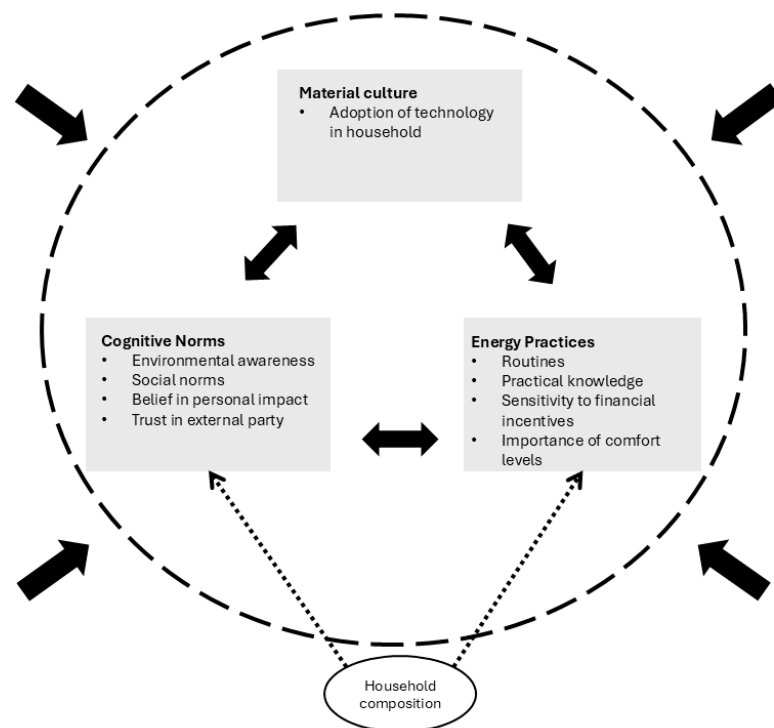 Material culture
• Adoption of technology
in household
Cognitive Norms
• Environmental awareness
• Social norms
• Belief in personal impact
• Trust in external party
Energy Practices
• Routines
• Practical knowledge
• Sensitivity to financial
incentives
• Importance of comfort
levels
Household
composition